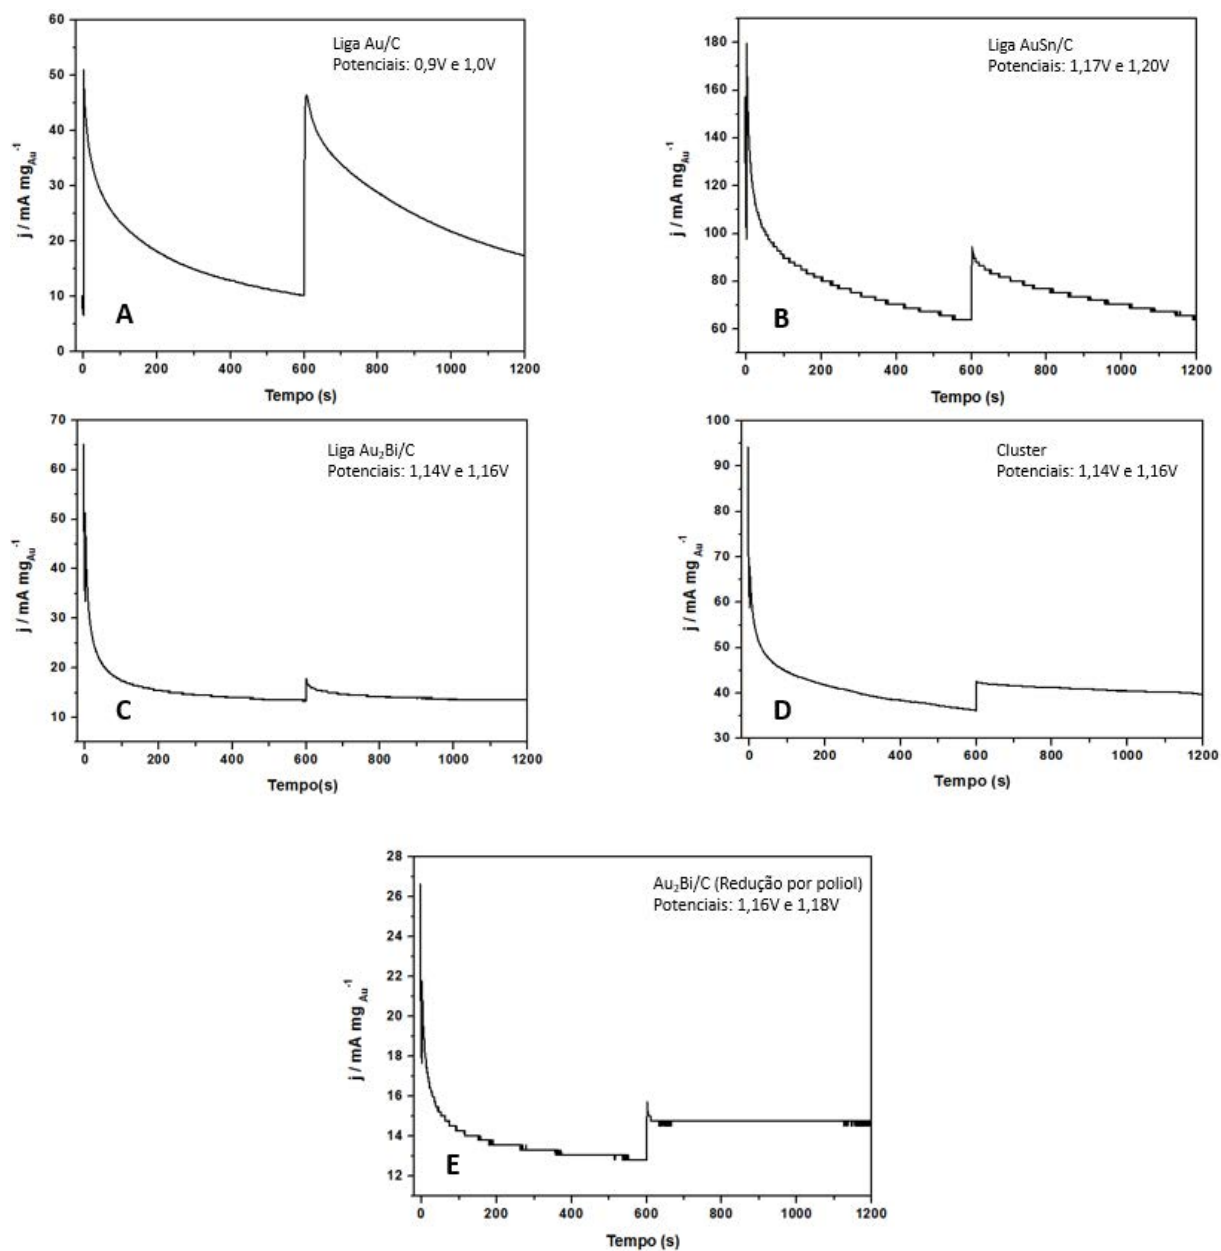 Liga Au/C
Potenciais: 0,9V e 1,0V
60
50
40
30
20
10
0
j / mA mg_Au^-1
A
0 200 400 600 800 1000 1200
Tempo (s)
Liga AuSn/C
Potenciais: 1,17V e 1,20V
180
160
140
120
100
80
60
j / mA mg_Au^-1
B
0 200 400 600 800 1000 1200
Tempo (s)
Liga Au₂Bi/C
Potenciais: 1,14V e 1,16V
70
60
50
40
30
20
10
j / mA mg_Au^-1
C
0 200 400 600 800 1000 1200
Tempo(s)
Cluster
Potenciais: 1,14V e 1,16V
100
90
80
70
60
50
40
30
j / mA mg_Au^-1
D
0 200 400 600 800 1000 1200
Tempo (s)
Au₂Bi/C (Redução por poliol)
Potenciais: 1,16V e 1,18V
28
26
24
22
20
18
16
14
12
j / mA mg_Au^-1
E
0 200 400 600 800 1000 1200
Tempo (s)